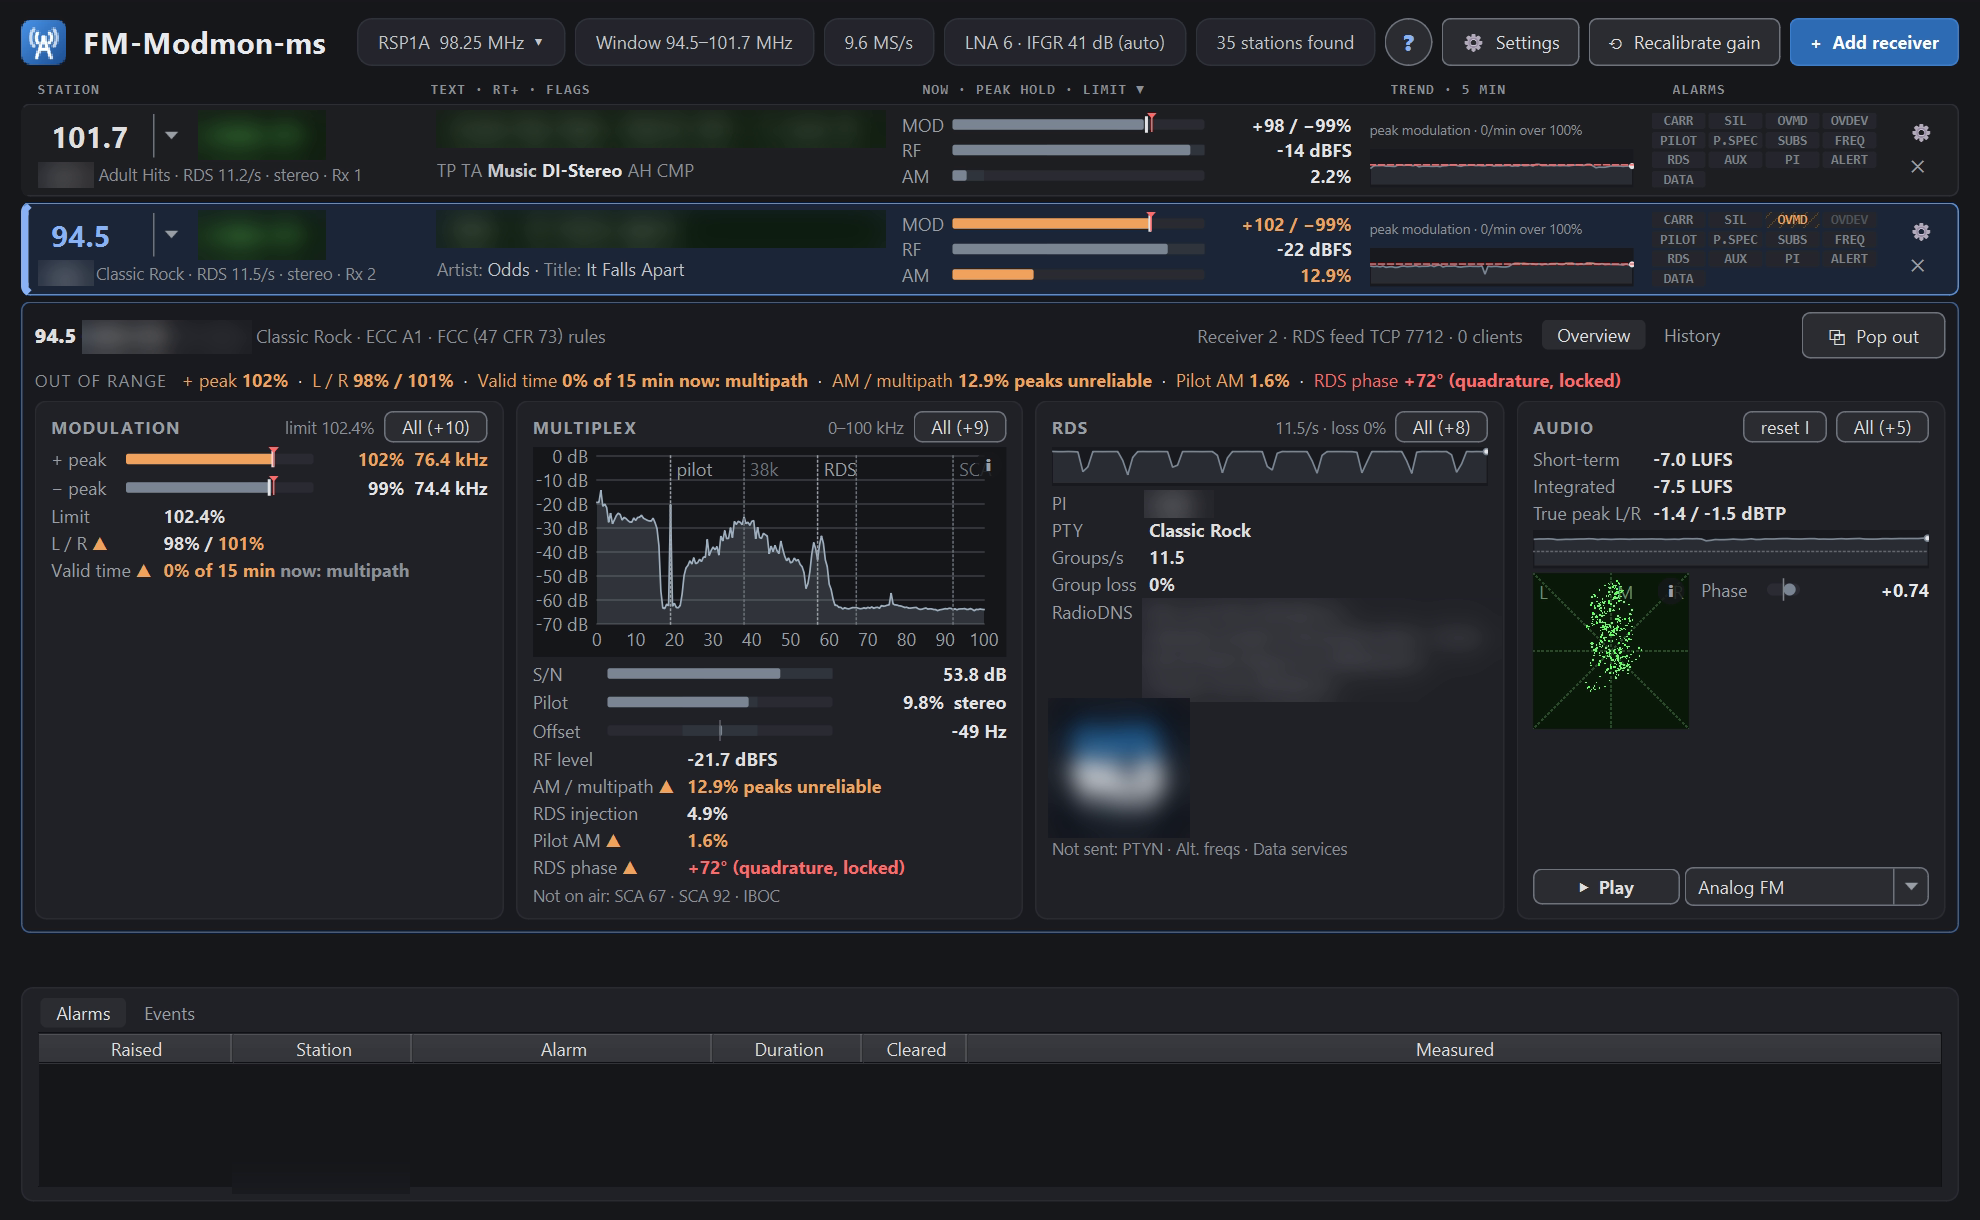 FM-Modmon-ms
RSP1A 98.25 MHz ▼
Window 94.5–101.7 MHz
9.6 MS/s
LNA 6 · IFGR 41 dB (auto)
35 stations found
?
Settings
Recalibrate gain
+ Add receiver
STATION
TEXT · RT+ · FLAGS
NOW · PEAK HOLD · LIMIT ▼
TREND · 5 MIN
ALARMS
101.7
Adult Hits · RDS 11.2/s · stereo · Rx 1
TP TA Music DI-Stereo AH CMP
MOD +98 / −99%
RF -14 dBFS
AM 2.2%
peak modulation · 0/min over 100%
CARR SIL OVMD OVDEV
PILOT P.SPEC SUBS FREQ
RDS AUX PI ALERT
DATA
94.5
Classic Rock · RDS 11.5/s · stereo · Rx 2
Artist: Odds · Title: It Falls Apart
MOD +102 / −99%
RF -22 dBFS
AM 12.9%
peak modulation · 0/min over 100%
CARR SIL OVMD OVDEV
PILOT P.SPEC SUBS FREQ
RDS AUX PI ALERT
DATA
94.5 Classic Rock · ECC A1 · FCC (47 CFR 73) rules
Receiver 2 · RDS feed TCP 7712 · 0 clients
Overview
History
Pop out
OUT OF RANGE + peak 102% · L / R 98% / 101% · Valid time 0% of 15 min now: multipath · AM / multipath 12.9% peaks unreliable · Pilot AM 1.6% · RDS phase +72° (quadrature, locked)
MODULATION limit 102.4% All (+10)
+ peak 102% 76.4 kHz
− peak 99% 74.4 kHz
Limit 102.4%
L / R ▲ 98% / 101%
Valid time ▲ 0% of 15 min now: multipath
MULTIPLEX 0–100 kHz All (+9)
0 dB
-10 dB
-20 dB
-30 dB
-40 dB
-50 dB
-60 dB
-70 dB
pilot 38k RDS SC i
0 10 20 30 40 50 60 70 80 90 100
S/N 53.8 dB
Pilot 9.8% stereo
Offset -49 Hz
RF level -21.7 dBFS
AM / multipath ▲ 12.9% peaks unreliable
RDS injection 4.9%
Pilot AM ▲ 1.6%
RDS phase ▲ +72° (quadrature, locked)
Not on air: SCA 67 · SCA 92 · IBOC
RDS 11.5/s · loss 0% All (+8)
PI
PTY Classic Rock
Groups/s 11.5
Group loss 0%
RadioDNS
Not sent: PTYN · Alt. freqs · Data services
AUDIO reset I All (+5)
Short-term -7.0 LUFS
Integrated -7.5 LUFS
True peak L/R -1.4 / -1.5 dBTP
L M i R
Phase +0.74
Play
Analog FM
Alarms Events
Raised Station Alarm Duration Cleared Measured